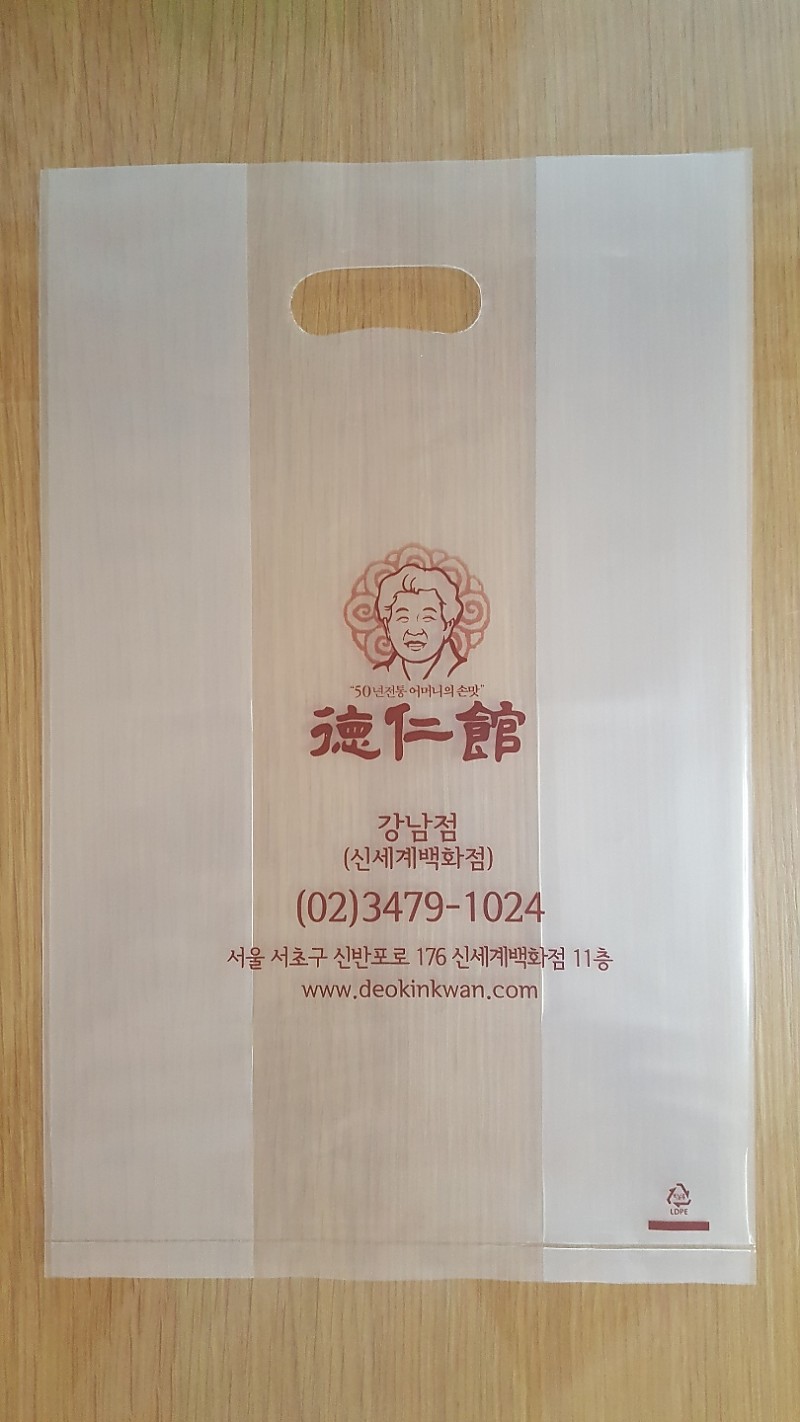 "50년전통 어머니의 손맛"
德仁館
강남점
(신세계백화점)
(02)3479-1024
서울 서초구 신반포로 176 신세계백화점 11층
www.deokinkwan.com
LDPE